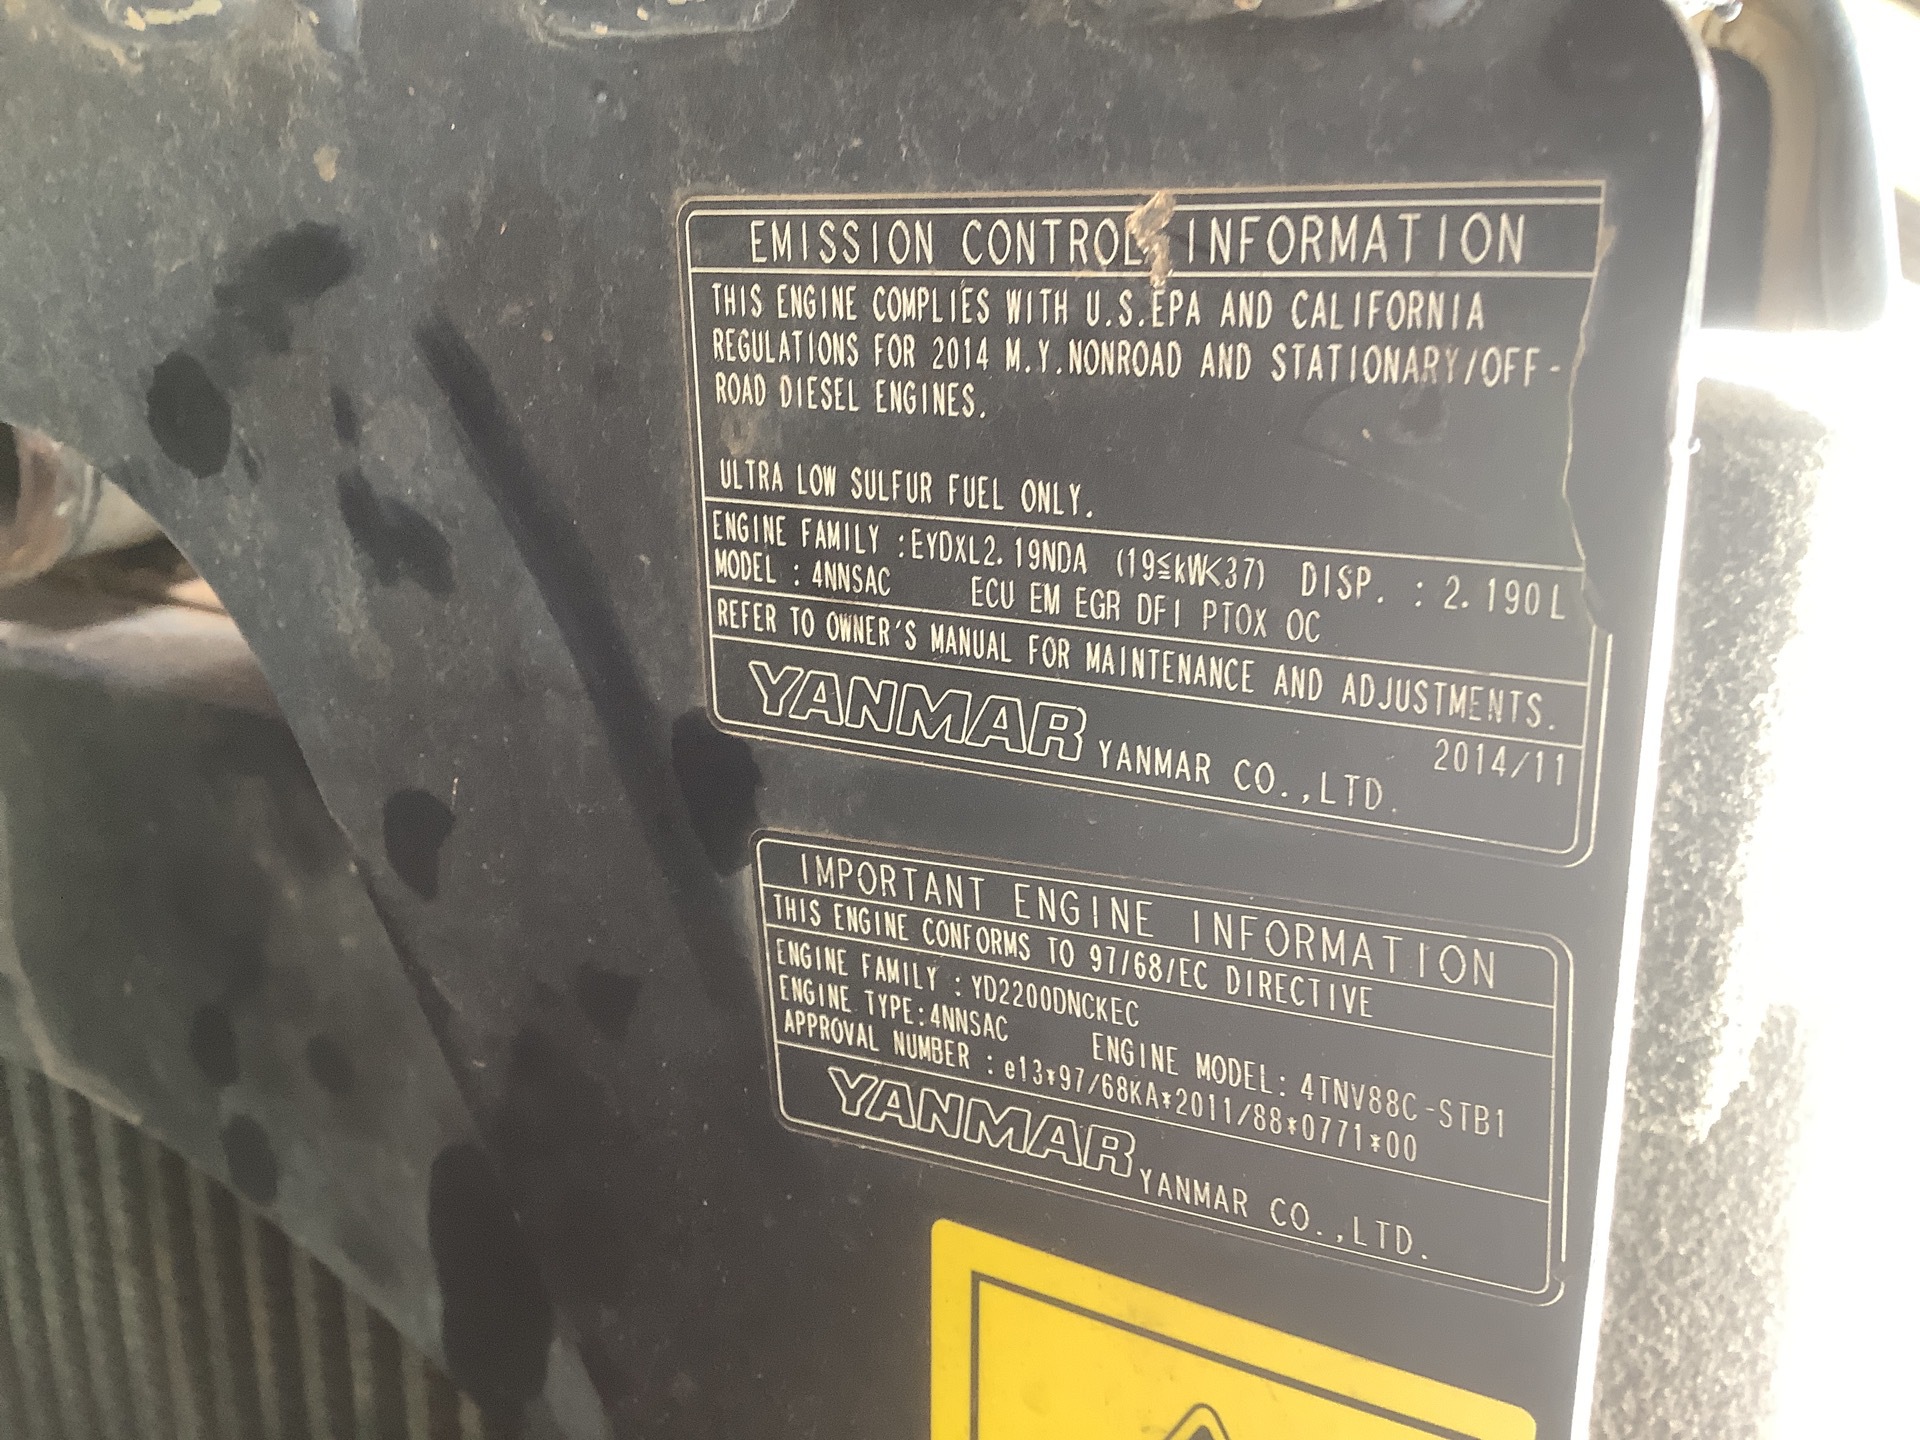 EMISSION CONTROL INFORMATION
THIS ENGINE COMPLIES WITH U.S.EPA AND CALIFORNIA
REGULATIONS FOR 2014 M.Y.NONROAD AND STATIONARY/OFF-
ROAD DIESEL ENGINES.
ULTRA LOW SULFUR FUEL ONLY.
ENGINE FAMILY :EYDXL2.19NDA (19≦kW<37) DISP. : 2.190L
MODEL : 4NNSAC ECU EM EGR DFI PTOX OC
REFER TO OWNER'S MANUAL FOR MAINTENANCE AND ADJUSTMENTS.
YANMAR YANMAR CO.,LTD. 2014/11
IMPORTANT ENGINE INFORMATION
THIS ENGINE CONFORMS TO 97/68/EC DIRECTIVE
ENGINE FAMILY : YD2200DNCKEC
ENGINE TYPE:4NNSAC ENGINE MODEL: 4TNV88C-STB1
APPROVAL NUMBER : e13*97/68KA*2011/88*0771*00
YANMAR YANMAR CO.,LTD.